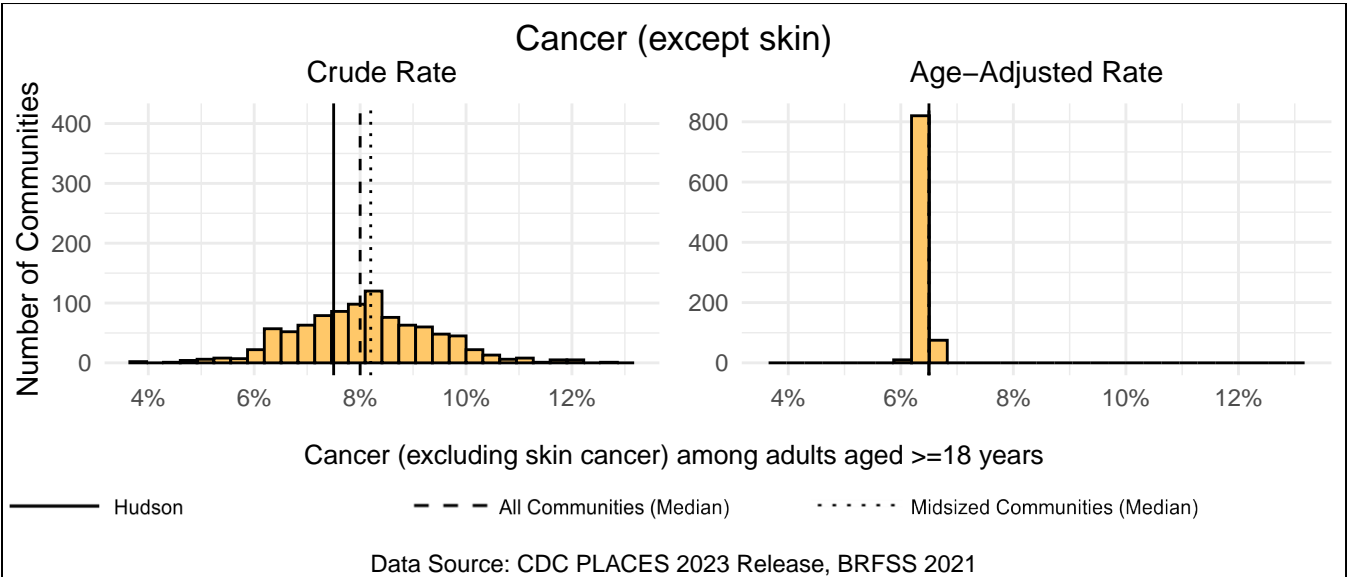 Cancer (except skin)
Crude Rate
Age−Adjusted Rate
Number of Communities
400
300
200
100
0
4%
6%
8%
10%
12%
800
600
400
200
0
4%
6%
8%
10%
12%
Cancer (excluding skin cancer) among adults aged >=18 years
Hudson
All Communities (Median)
Midsized Communities (Median)
Data Source: CDC PLACES 2023 Release, BRFSS 2021